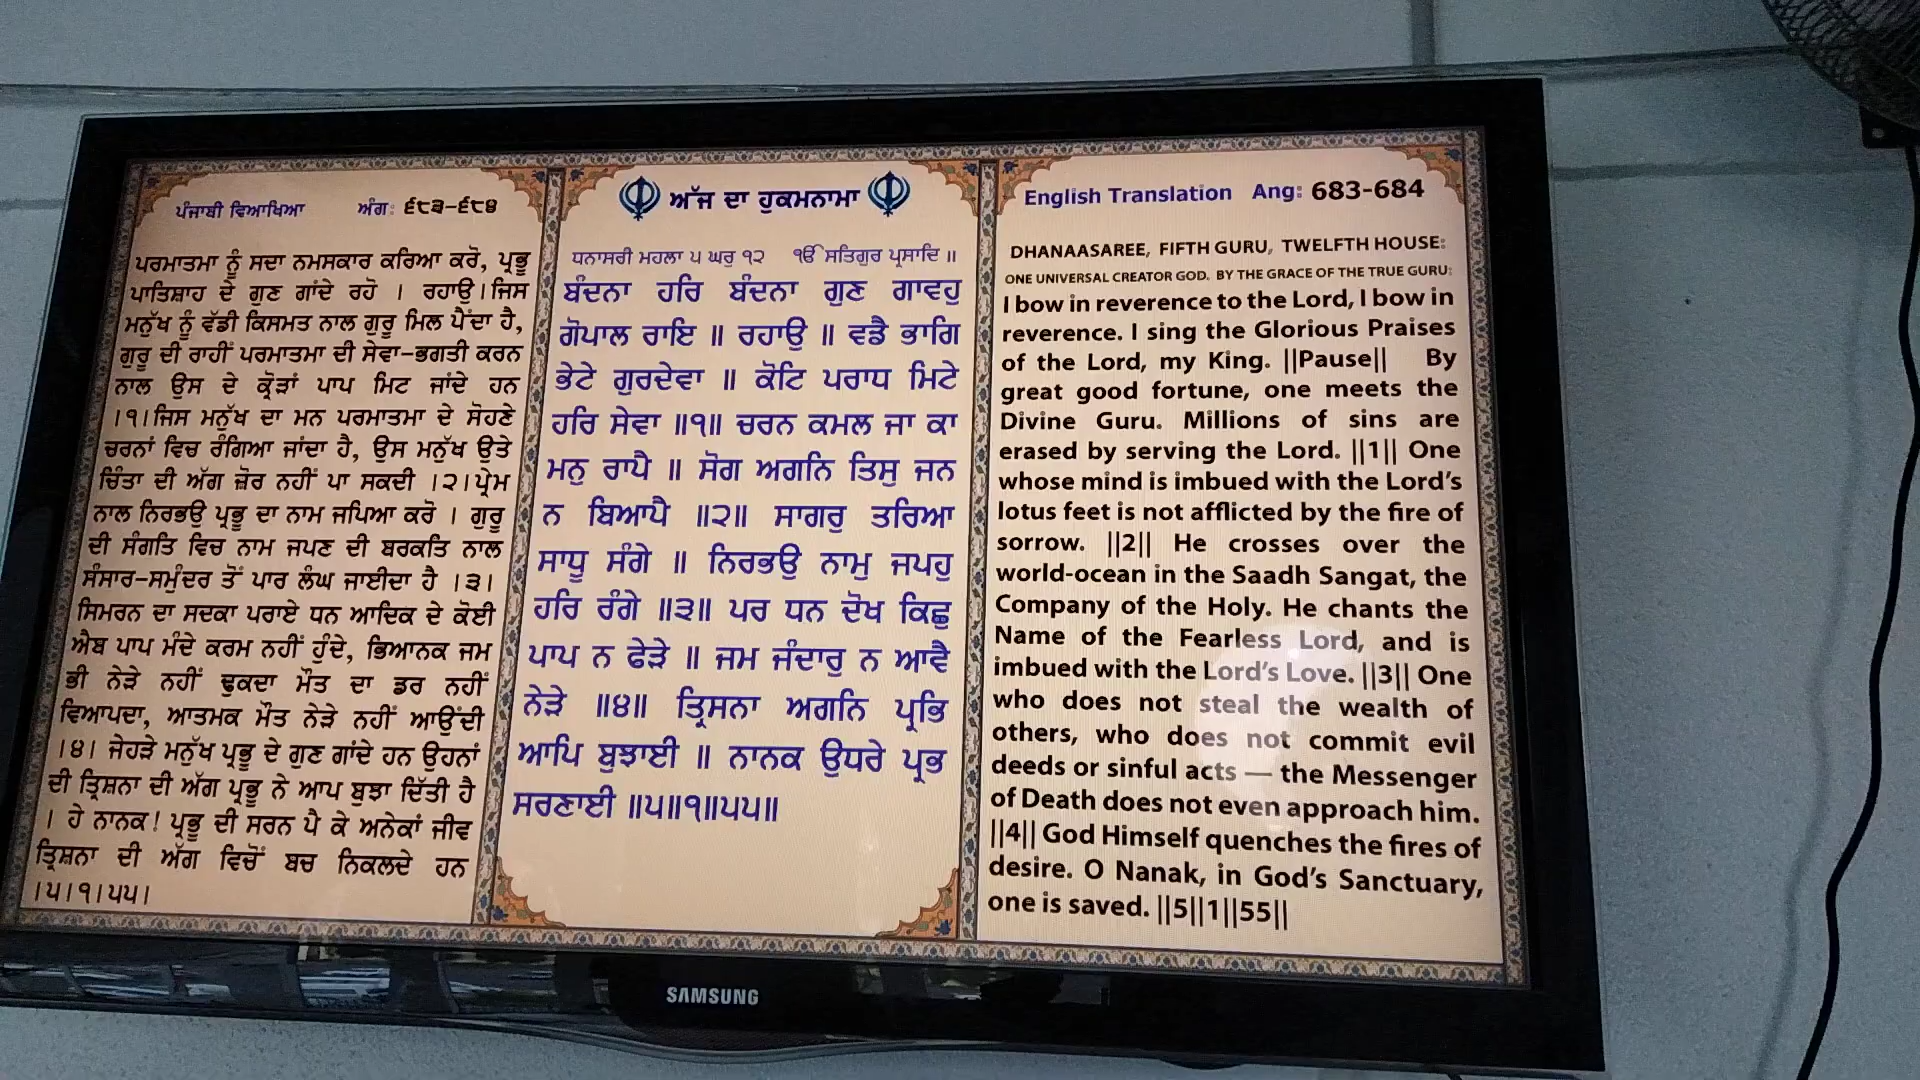 ਪੰਜਾਬੀ ਵਿਆਖਿਆ ਅੰਗ: ੬੮੩-੬੮੪
ਪਰਮਾਤਮਾ ਨੂੰ ਸਦਾ ਨਮਸਕਾਰ ਕਰਿਆ ਕਰੋ, ਪ੍ਰਭੂ
ਪਾਤਿਸ਼ਾਹ ਦੇ ਗੁਣ ਗਾਂਦੇ ਰਹੋ । ਰਹਾਉ।ਜਿਸ
ਮਨੁੱਖ ਨੂੰ ਵੱਡੀ ਕਿਸਮਤ ਨਾਲ ਗੁਰੂ ਮਿਲ ਪੈਂਦਾ ਹੈ,
ਗੁਰੂ ਦੀ ਰਾਹੀਂ ਪਰਮਾਤਮਾ ਦੀ ਸੇਵਾ-ਭਗਤੀ ਕਰਨ
ਨਾਲ ਉਸ ਦੇ ਕ੍ਰੋੜਾਂ ਪਾਪ ਮਿਟ ਜਾਂਦੇ ਹਨ
।੧।ਜਿਸ ਮਨੁੱਖ ਦਾ ਮਨ ਪਰਮਾਤਮਾ ਦੇ ਸੋਹਣੇ
ਚਰਨਾਂ ਵਿਚ ਰੰਗਿਆ ਜਾਂਦਾ ਹੈ, ਉਸ ਮਨੁੱਖ ਉਤੇ
ਚਿੰਤਾ ਦੀ ਅੱਗ ਜ਼ੋਰ ਨਹੀਂ ਪਾ ਸਕਦੀ ।੨।ਪ੍ਰੇਮ
ਨਾਲ ਨਿਰਭਉ ਪ੍ਰਭੂ ਦਾ ਨਾਮ ਜਪਿਆ ਕਰੋ । ਗੁਰੂ
ਦੀ ਸੰਗਤਿ ਵਿਚ ਨਾਮ ਜਪਣ ਦੀ ਬਰਕਤਿ ਨਾਲ
ਸੰਸਾਰ-ਸਮੁੰਦਰ ਤੋਂ ਪਾਰ ਲੰਘ ਜਾਈਦਾ ਹੈ ।੩।
ਸਿਮਰਨ ਦਾ ਸਦਕਾ ਪਰਾਏ ਧਨ ਆਦਿਕ ਦੇ ਕੋਈ
ਐਬ ਪਾਪ ਮੰਦੇ ਕਰਮ ਨਹੀਂ ਹੁੰਦੇ, ਭਿਆਨਕ ਜਮ
ਭੀ ਨੇੜੇ ਨਹੀਂ ਢੁਕਦਾ ਮੌਤ ਦਾ ਡਰ ਨਹੀਂ
ਵਿਆਪਦਾ, ਆਤਮਕ ਮੌਤ ਨੇੜੇ ਨਹੀਂ ਆਉਂਦੀ
।੪। ਜੇਹੜੇ ਮਨੁੱਖ ਪ੍ਰਭੂ ਦੇ ਗੁਣ ਗਾਂਦੇ ਹਨ ਉਹਨਾਂ
ਦੀ ਤ੍ਰਿਸ਼ਨਾ ਦੀ ਅੱਗ ਪ੍ਰਭੂ ਨੇ ਆਪ ਬੁਝਾ ਦਿੱਤੀ ਹੈ
। ਹੇ ਨਾਨਕ! ਪ੍ਰਭੂ ਦੀ ਸਰਨ ਪੈ ਕੇ ਅਨੇਕਾਂ ਜੀਵ
ਤ੍ਰਿਸ਼ਨਾ ਦੀ ਅੱਗ ਵਿਚੋਂ ਬਚ ਨਿਕਲਦੇ ਹਨ
।੫।੧।੫੫।
ਅੱਜ ਦਾ ਹੁਕਮਨਾਮਾ
ਧਨਾਸਰੀ ਮਹਲਾ ੫ ਘਰੁ ੧੨ ੴ ਸਤਿਗੁਰ ਪ੍ਰਸਾਦਿ ॥
ਬੰਦਨਾ ਹਰਿ ਬੰਦਨਾ ਗੁਣ ਗਾਵਹੁ
ਗੋਪਾਲ ਰਾਇ ॥ ਰਹਾਉ ॥ ਵਡੈ ਭਾਗਿ
ਭੇਟੇ ਗੁਰਦੇਵਾ ॥ ਕੋਟਿ ਪਰਾਧ ਮਿਟੇ
ਹਰਿ ਸੇਵਾ ॥੧॥ ਚਰਨ ਕਮਲ ਜਾ ਕਾ
ਮਨੁ ਰਾਪੈ ॥ ਸੋਗ ਅਗਨਿ ਤਿਸੁ ਜਨ
ਨ ਬਿਆਪੈ ॥੨॥ ਸਾਗਰੁ ਤਰਿਆ
ਸਾਧੂ ਸੰਗੇ ॥ ਨਿਰਭਉ ਨਾਮੁ ਜਪਹੁ
ਹਰਿ ਰੰਗੇ ॥੩॥ ਪਰ ਧਨ ਦੋਖ ਕਿਛੁ
ਪਾਪ ਨ ਫੇੜੇ ॥ ਜਮ ਜੰਦਾਰੁ ਨ ਆਵੈ
ਨੇੜੇ ॥੪॥ ਤ੍ਰਿਸਨਾ ਅਗਨਿ ਪ੍ਰਭਿ
ਆਪਿ ਬੁਝਾਈ ॥ ਨਾਨਕ ਉਧਰੇ ਪ੍ਰਭ
ਸਰਣਾਈ ॥੫॥੧॥੫੫॥
English Translation Ang: 683-684
DHANAASAREE, FIFTH GURU, TWELFTH HOUSE:
ONE UNIVERSAL CREATOR GOD. BY THE GRACE OF THE TRUE GURU:
I bow in reverence to the Lord, I bow in
reverence. I sing the Glorious Praises
of the Lord, my King. ||Pause|| By
great good fortune, one meets the
Divine Guru. Millions of sins are
erased by serving the Lord. ||1|| One
whose mind is imbued with the Lord's
lotus feet is not afflicted by the fire of
sorrow. ||2|| He crosses over the
world-ocean in the Saadh Sangat, the
Company of the Holy. He chants the
Name of the Fearless Lord, and is
imbued with the Lord's Love. ||3|| One
who does not steal the wealth of
others, who does not commit evil
deeds or sinful acts — the Messenger
of Death does not even approach him.
||4|| God Himself quenches the fires of
desire. O Nanak, in God's Sanctuary,
one is saved. ||5||1||55||
SAMSUNG